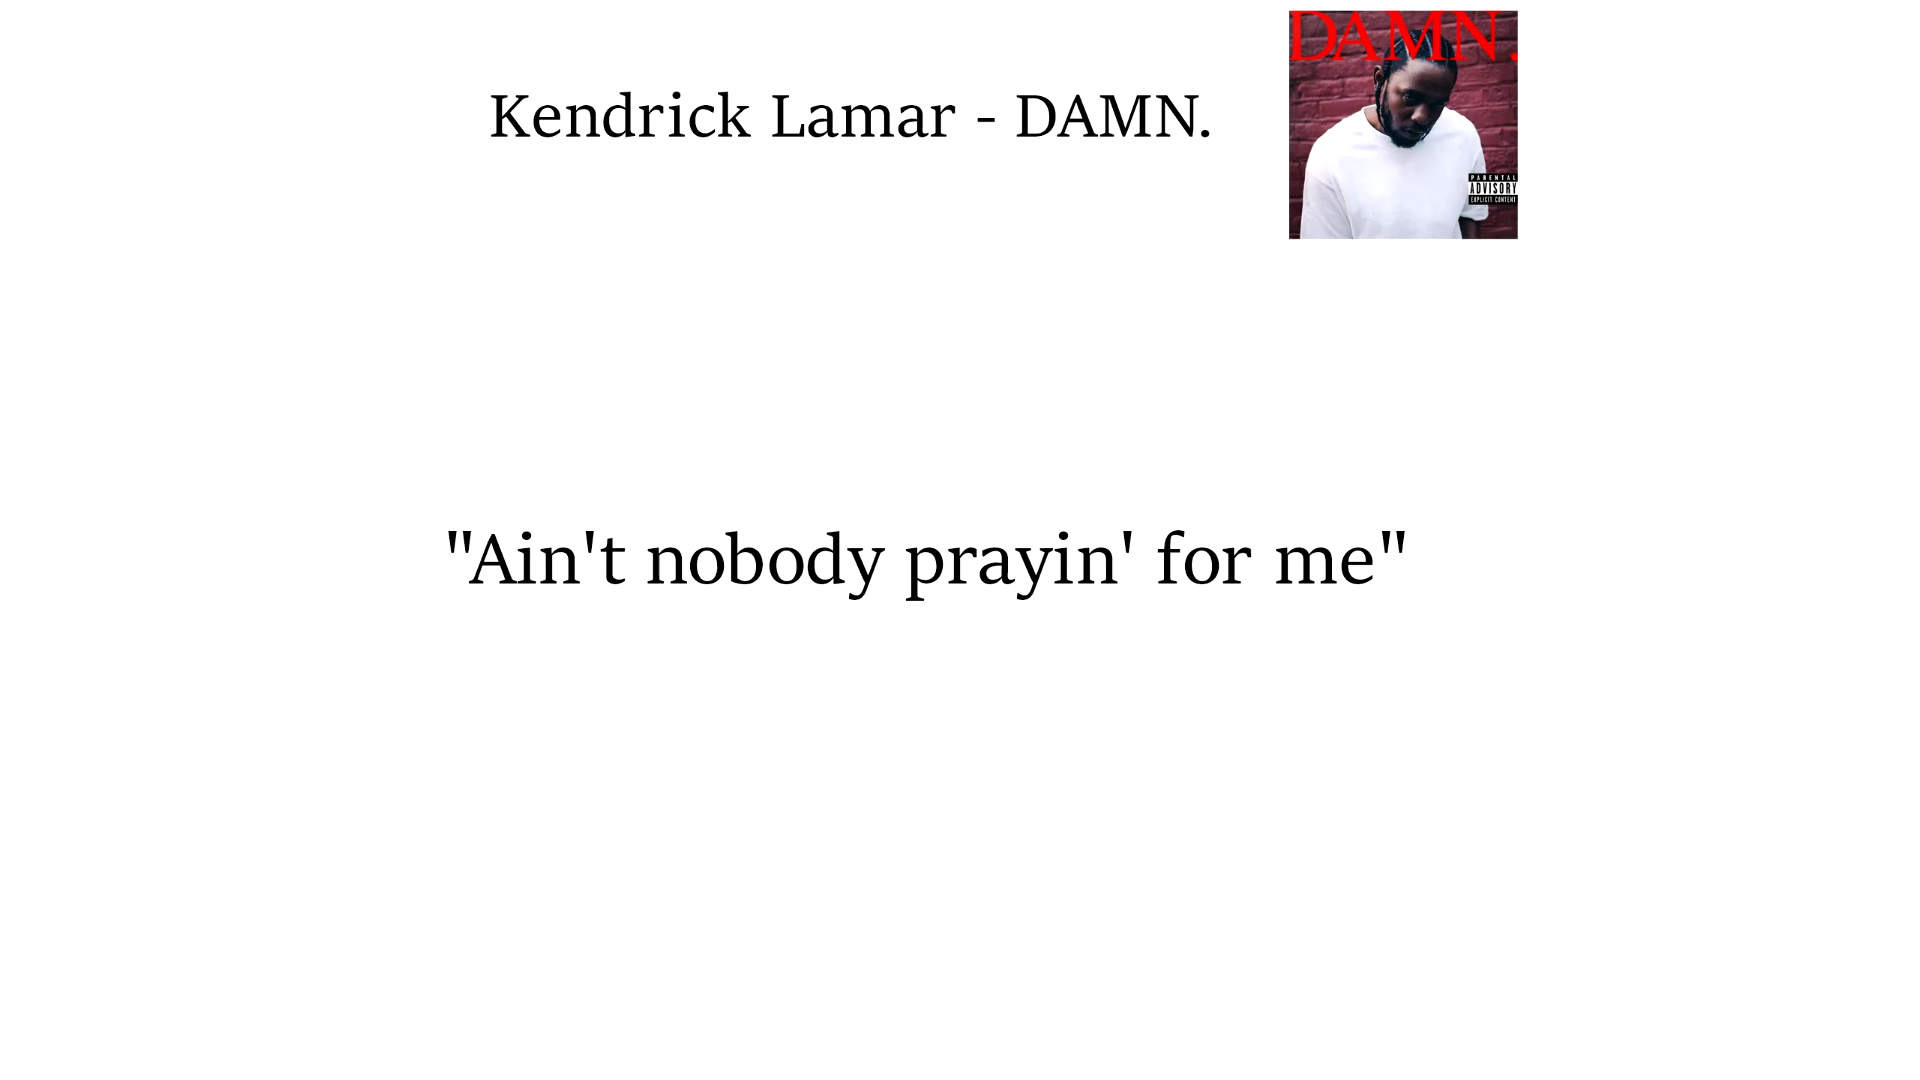 DAMN.
Kendrick Lamar - DAMN.
PARENTAL
ADVISORY
EXPLICIT CONTENT
"Ain't nobody prayin' for me"